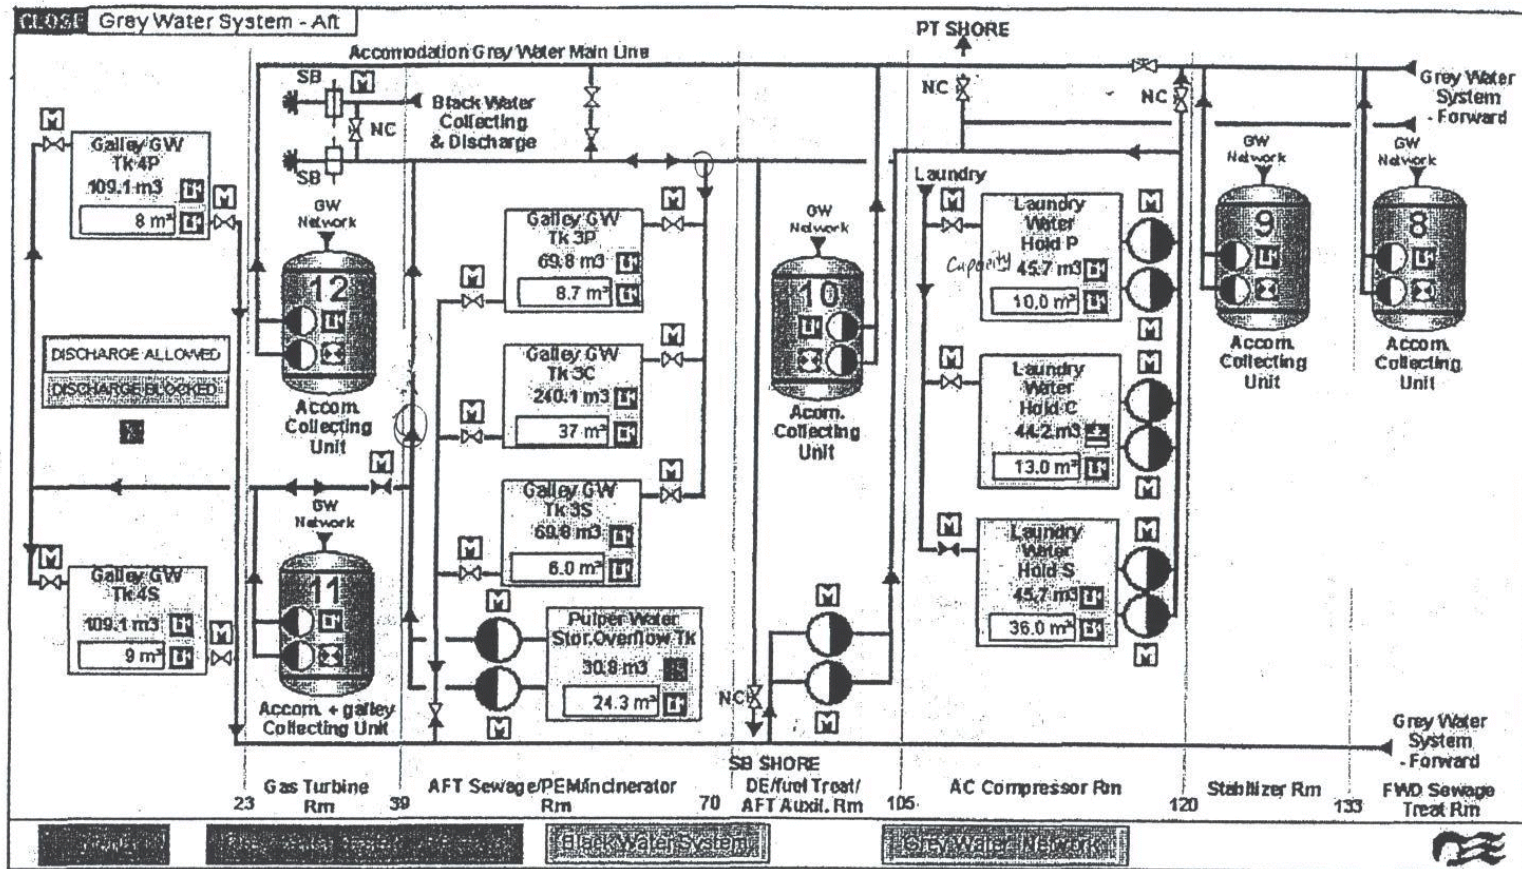 CLOSE Grey Water System - Aft
PT SHORE
Accomodation Grey Water Main Line
SB
M
NC
Black Water
Collecting
& Discharge
SB
NC
NC
Grey Water
System
- Forward
M
Galley GW
Tk 4P
109.1 m3
8 m³
M
GW
Network
12
Accom.
Collecting
Unit
DISCHARGE ALLOWED
DISCHARGE BLOCKED
M
Galley GW
Tk 4S
109.1 m3
9 m³
M
M
GW
Network
11
Accom. + galley
Collecting Unit
Galley GW
Tk 3P
69.8 m3
8.7 m³
M
M
Galley GW
Tk 3C
240.1 m3
37 m³
M
M
Galley GW
Tk 3S
69.8 m3
6.0 m³
M
M
Pulper Water
Stor.Overflow Tk
30.8 m3
24.3 m³
M
M
GW
Network
10
Acom.
Collecting
Unit
NC
SB SHORE
M
M
Laundry
M
Laundry
Water
Hold P
Capacity 45.7 m3
10.0 m³
M
M
M
Laundry
Water
Hold C
44.2 m3
13.0 m³
M
M
M
Laundry
Water
Hold S
45.7 m3
36.0 m³
M
M
GW
Network
9
Accom.
Collecting
Unit
GW
Network
8
Accom.
Collecting
Unit
Grey Water
System
- Forward
23
Gas Turbine
Rm
39
AFT Sewage/PEM/incinerator
Rm
70
DE/fuel Treat/
AFT Auxil. Rm
105
AC Compressor Rm
120
Stabilizer Rm
133
FWD Sewage
Treat Rm
Black Water System
Grey Water Network